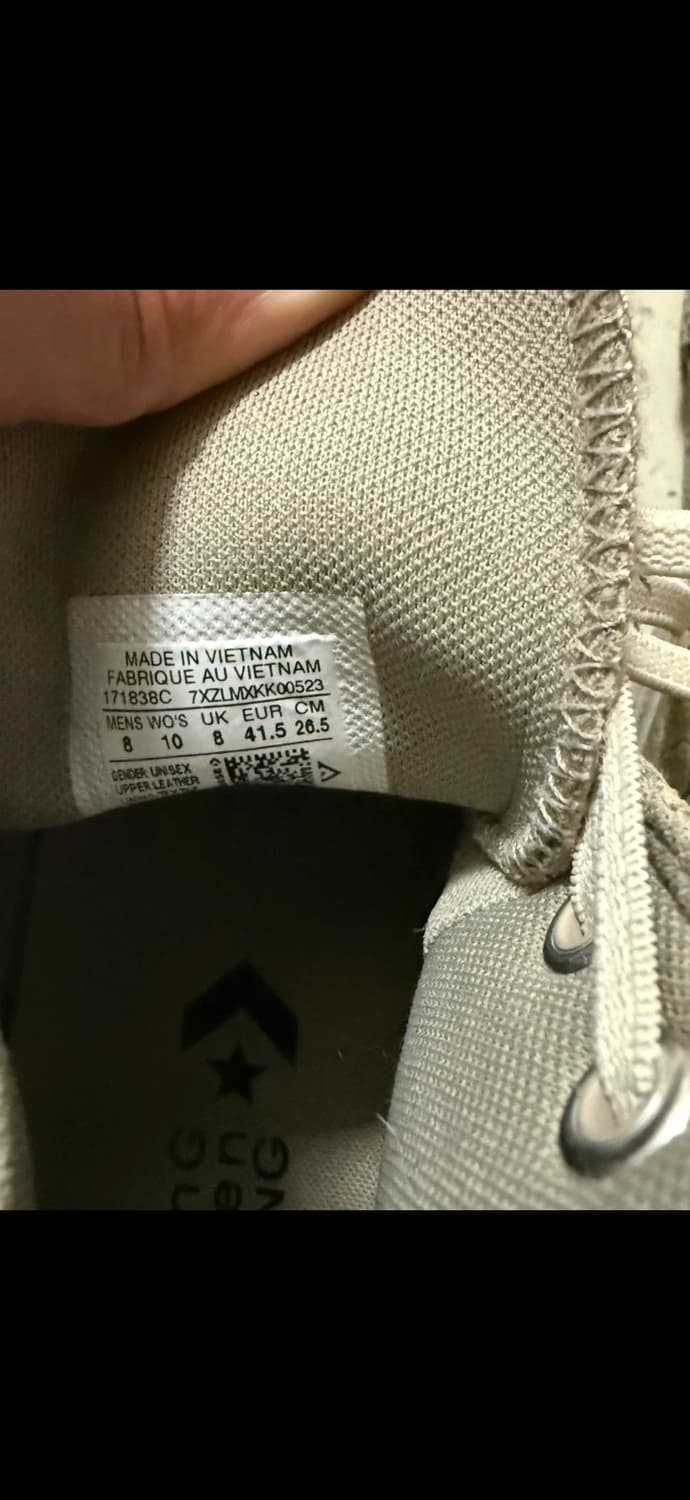 MADE IN VIETNAM
FABRIQUE AU VIETNAM
171838C 7XZLMXKK00523
MENS WO'S UK EUR CM
8 10 8 41.5 26.5
GENDER UNISEX
UPPER LEATHER